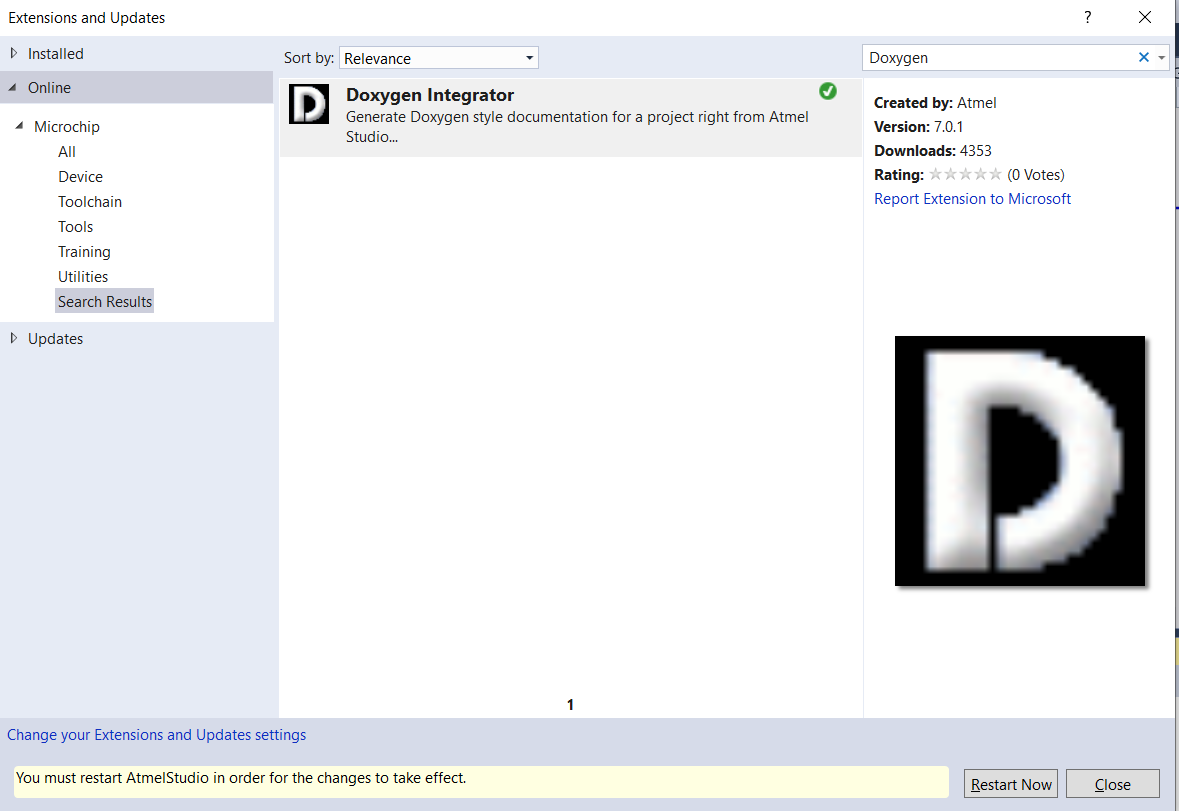 Extensions and Updates
?
Installed
Online
Microchip
All
Device
Toolchain
Tools
Training
Utilities
Search Results
Updates
Sort by: Relevance
Doxygen Integrator
Generate Doxygen style documentation for a project right from Atmel
Studio...
1
Doxygen
Created by: Atmel
Version: 7.0.1
Downloads: 4353
Rating: (0 Votes)
Report Extension to Microsoft
Change your Extensions and Updates settings
You must restart AtmelStudio in order for the changes to take effect.
Restart Now
Close